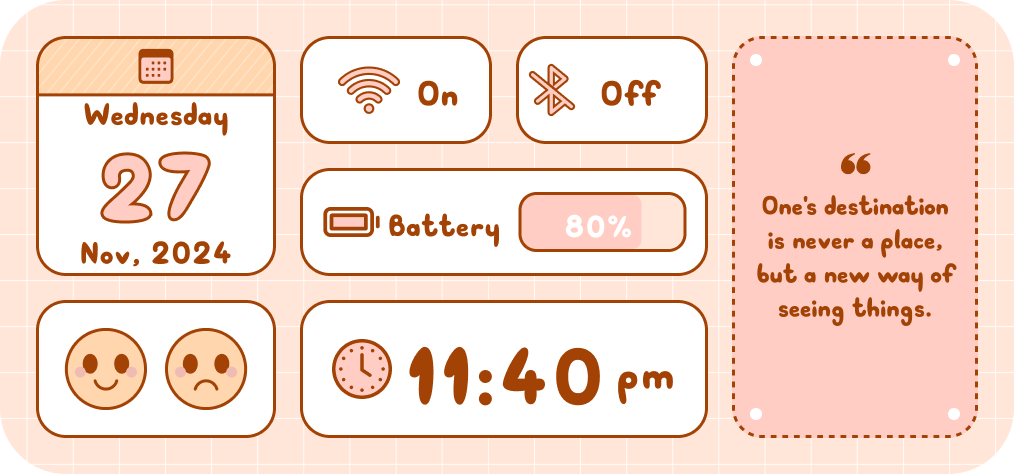 Wednesday
27
Nov, 2024
On
Off
Battery
80%
11:40 pm
“
One's destination
is never a place,
but a new way of
seeing things.